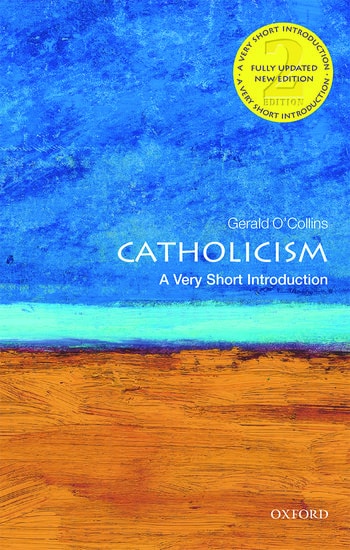 · A VERY SHORT INTRODUCTION ·
A VERY SHORT INTRODUCTION
2
FULLY UPDATED
NEW EDITION
EDITION
Gerald O'Collins
CATHOLICISM
A Very Short Introduction
OXFORD